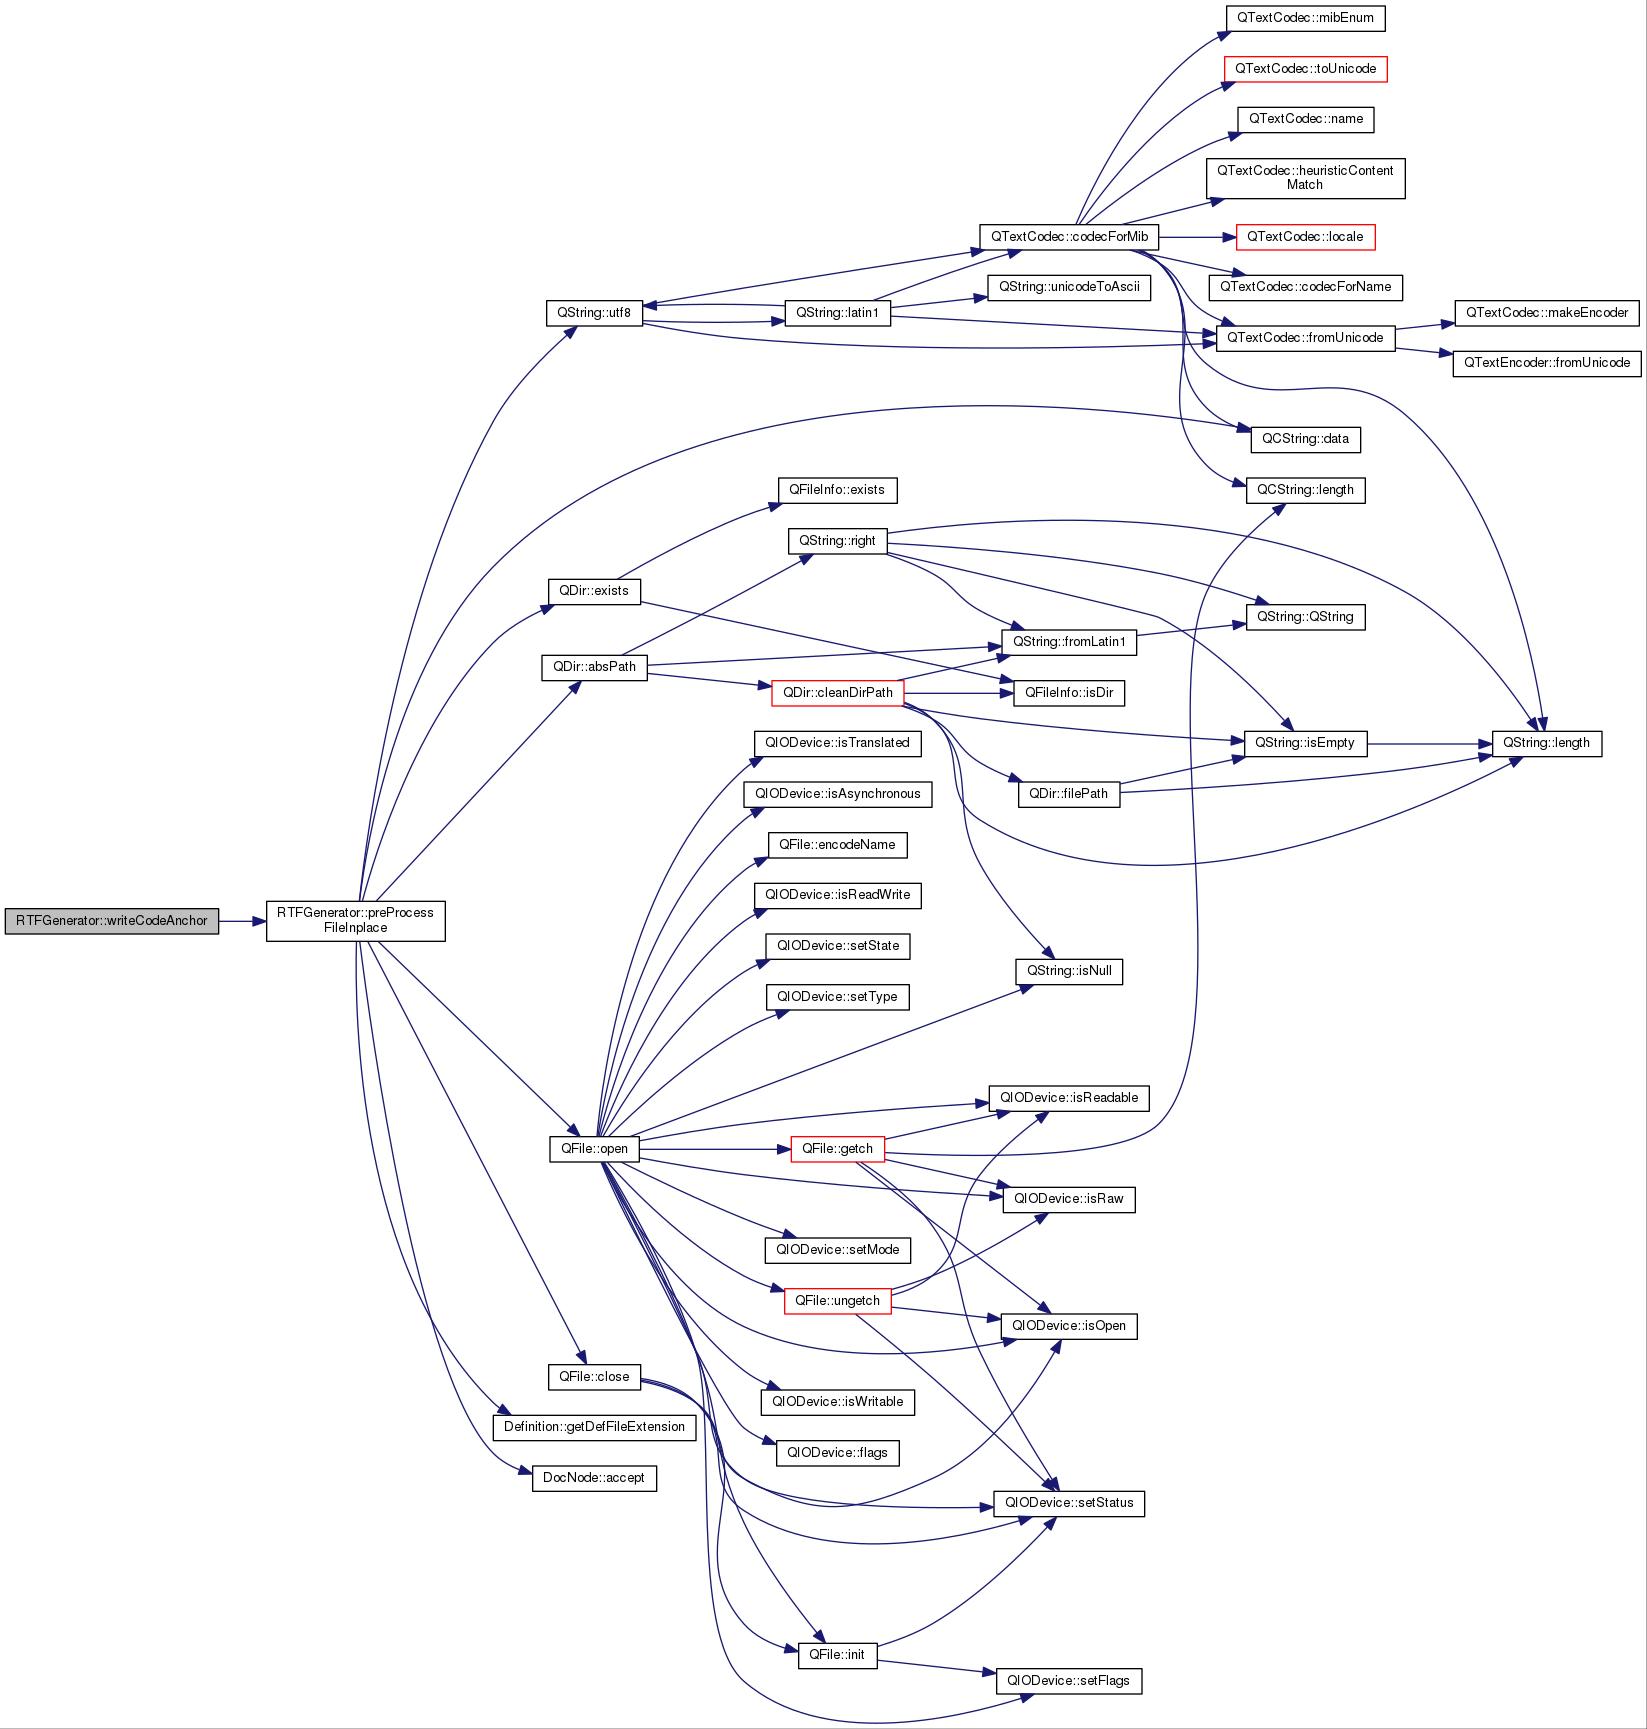 QTextCodec::mibEnum
QTextCodec::toUnicode
QTextCodec::name
QTextCodec::heuristicContent
Match
QTextCodec::codecForMib
QTextCodec::locale
QString::unicodeToAscii
QTextCodec::codecForName
QString::utf8
QString::latin1
QTextCodec::makeEncoder
QTextCodec::fromUnicode
QTextEncoder::fromUnicode
QCString::data
QFileInfo::exists
QCString::length
QString::right
QDir::exists
QString::QString
QString::fromLatin1
QDir::absPath
QDir::cleanDirPath
QFileInfo::isDir
QIODevice::isTranslated
QString::isEmpty
QString::length
QIODevice::isAsynchronous
QDir::filePath
QFile::encodeName
QIODevice::isReadWrite
RTFGenerator::writeCodeAnchor
RTFGenerator::preProcess
FileInplace
QIODevice::setState
QString::isNull
QIODevice::setType
QIODevice::isReadable
QFile::open
QFile::getch
QIODevice::isRaw
QIODevice::setMode
QFile::ungetch
QIODevice::isOpen
QFile::close
QIODevice::isWritable
Definition::getDefFileExtension
QIODevice::flags
DocNode::accept
QIODevice::setStatus
QFile::init
QIODevice::setFlags